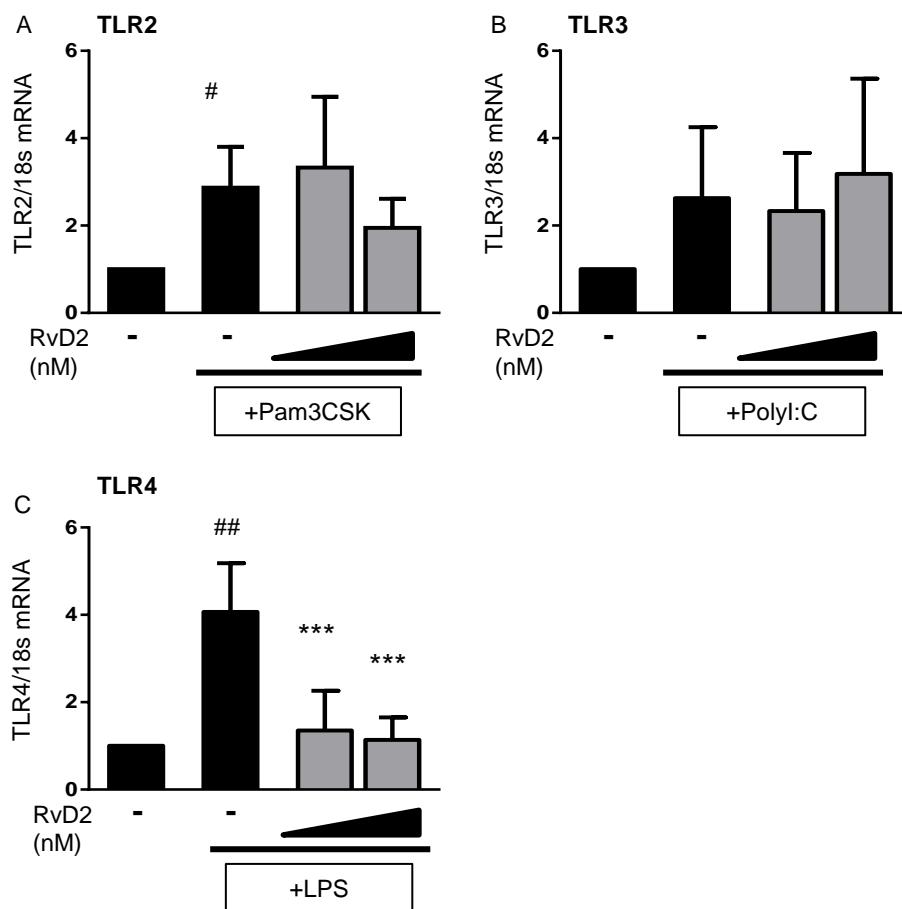 A
TLR2
TLR2/18s mRNA
6
4
2
0
#
RvD2
(nM)
-
-
+Pam3CSK
B
TLR3
TLR3/18s mRNA
6
4
2
0
RvD2
(nM)
-
-
+PolyI:C
C
TLR4
TLR4/18s mRNA
6
4
2
0
##
***
***
RvD2
(nM)
-
-
+LPS